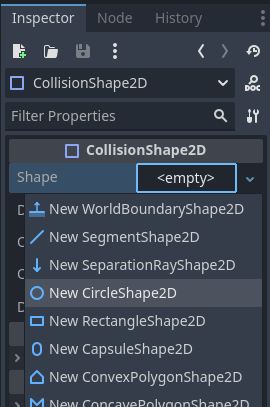 Inspector Node History
CollisionShape2D
DOC
Filter Properties
CollisionShape2D
Shape <empty>
New WorldBoundaryShape2D
New SegmentShape2D
New SeparationRayShape2D
New CircleShape2D
New RectangleShape2D
New CapsuleShape2D
New ConvexPolygonShape2D
New ConcavePolygonShape2D